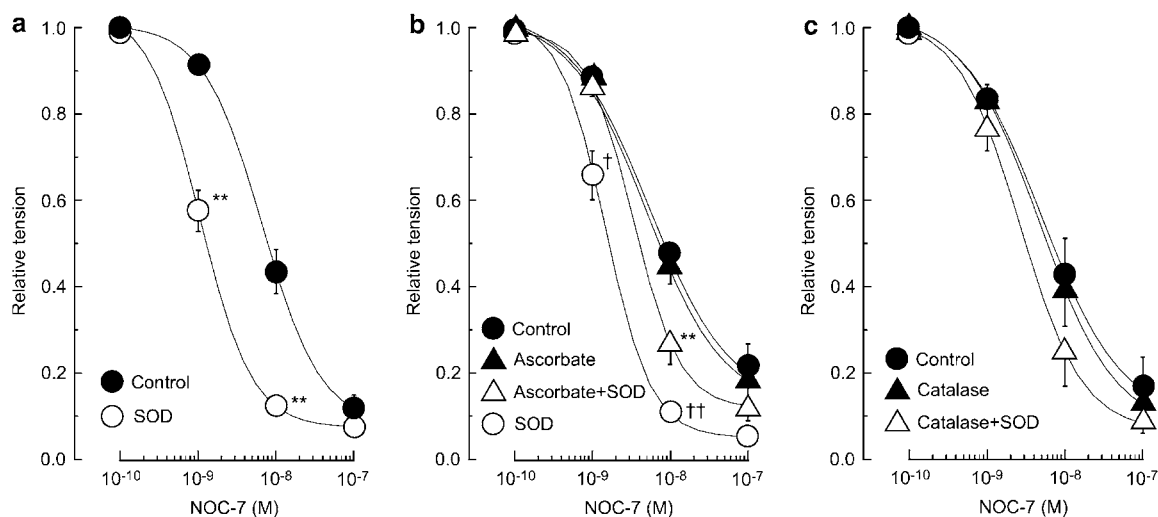 a
Relative tension
1.0
0.8
0.6
0.4
0.2
0.0
**
**
Control
SOD
10-10
10-9
10-8
10-7
NOC-7 (M)
b
Relative tension
1.0
0.8
0.6
0.4
0.2
0.0
†
**
††
Control
Ascorbate
Ascorbate+SOD
SOD
10-10
10-9
10-8
10-7
NOC-7 (M)
c
Relative tension
1.0
0.8
0.6
0.4
0.2
0.0
Control
Catalase
Catalase+SOD
10-10
10-9
10-8
10-7
NOC-7 (M)